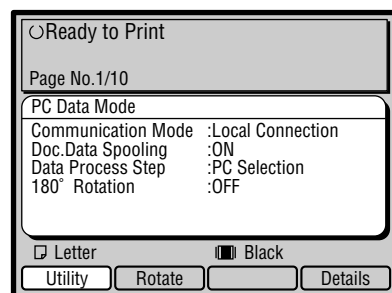 Ready to Print
Page No.1/10
PC Data Mode
Communication Mode :Local Connection
Doc.Data Spooling :ON
Data Process Step :PC Selection
180° Rotation :OFF
Letter Black
Utility Rotate Details